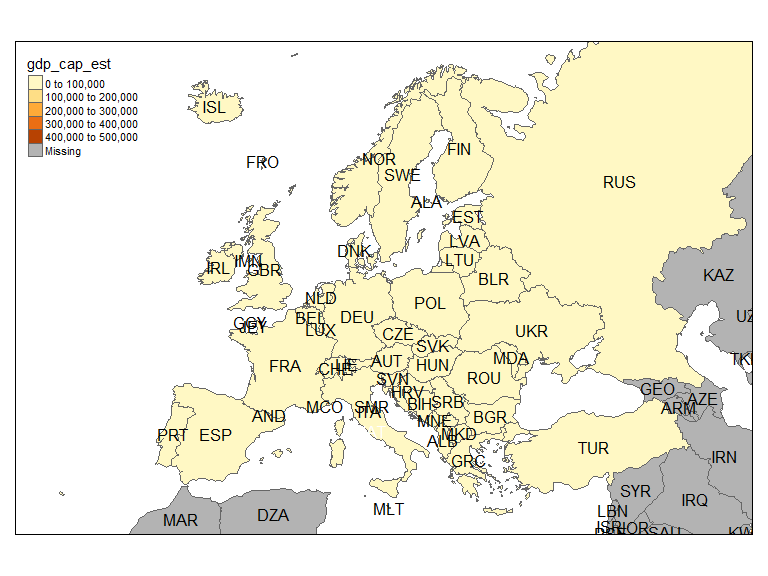 gdp_cap_est
0 to 100,000
100,000 to 200,000
200,000 to 300,000
300,000 to 400,000
400,000 to 500,000
Missing
ISL
FRO
NOR
SWE
FIN
RUS
ALA
EST
LVA
LTU
DNK
IRL
IMN
GBR
BLR
KAZ
NLD
POL
GGY
JEY
BEL
DEU
LUX
CZE
UKR
UZ
SVK
MDA
TK
FRA
CHE
LIE
AUT
HUN
ROU
SVN
HRV
GEO
AZE
ARM
AND
MCO
SMR
ITA
BIH
SRB
BGR
MNE
MKD
ALB
PRT
ESP
GRC
TUR
IRN
SYR
IRQ
MLT
LBN
MAR
DZA
ISR
JOR
SAU
KW